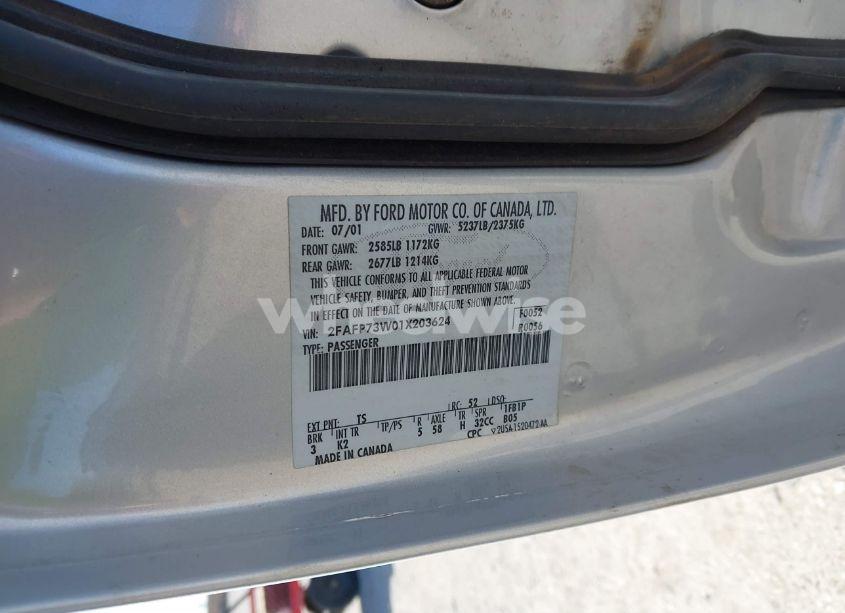 MFD. BY FORD MOTOR CO. OF CANADA, LTD.
DATE: 07/01 GVWR: 5237LB/2375KG
FRONT GAWR: 2585LB 1172KG
REAR GAWR: 2677LB 1214KG
THIS VEHICLE CONFORMS TO ALL APPLICABLE FEDERAL MOTOR
VEHICLE SAFETY, BUMPER, AND THEFT PREVENTION STANDARDS
IN EFFECT ON THE DATE OF MANUFACTURE SHOWN ABOVE.
VIN: 2FAFP73W01X203624 F0052
TYPE: PASSENGER R0056
EXT PNT: TS RC: 52 DSO:
BRK INT TR TP/PS R AXLE TR SPR 1FB1P
3 K2 5 58 H 32CC B05
MADE IN CANADA CPC